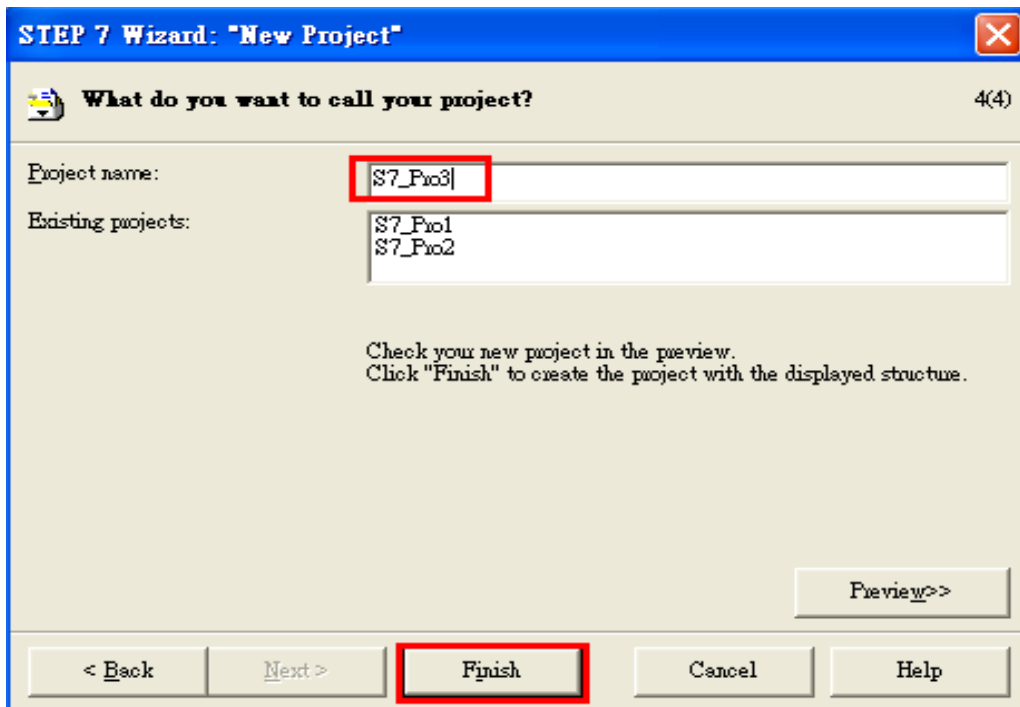 STEP 7 Wizard: "New Project"
What do you want to call your project?
4(4)
Project name:
S7_Pro3
Existing projects:
S7_Pro1
S7_Pro2
Check your new project in the preview.
Click "Finish" to create the project with the displayed structure.
Preview>>
< Back
Next >
Finish
Cancel
Help